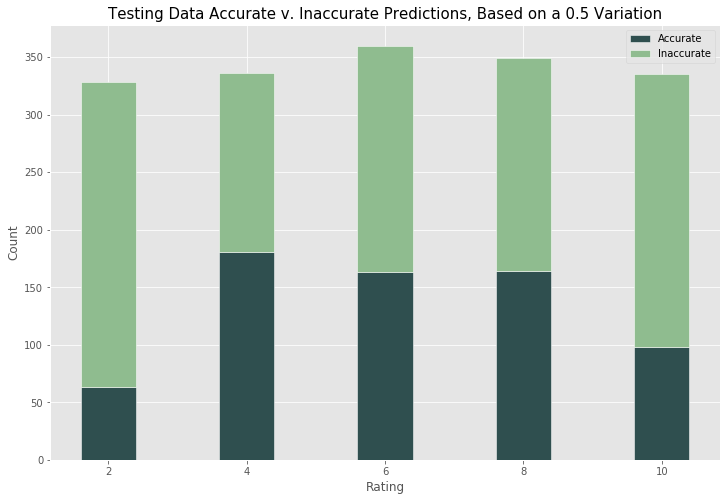 Testing Data Accurate v. Inaccurate Predictions, Based on a 0.5 Variation
Accurate
Inaccurate
350
300
250
200
150
100
50
0
Count
2 4 6 8 10
Rating